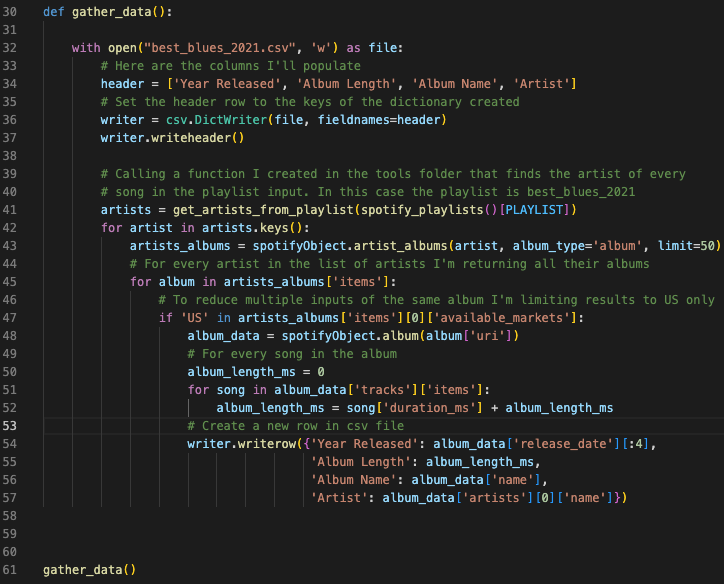 30 def gather_data():
31
32     with open("best_blues_2021.csv", 'w') as file:
33         # Here are the columns I'll populate
34         header = ['Year Released', 'Album Length', 'Album Name', 'Artist']
35         # Set the header row to the keys of the dictionary created
36         writer = csv.DictWriter(file, fieldnames=header)
37         writer.writeheader()
38
39         # Calling a function I created in the tools folder that finds the artist of every
40         # song in the playlist input. In this case the playlist is best_blues_2021
41         artists = get_artists_from_playlist(spotify_playlists()[PLAYLIST])
42         for artist in artists.keys():
43             artists_albums = spotifyObject.artist_albums(artist, album_type='album', limit=50)
44             # For every artist in the list of artists I'm returning all their albums
45             for album in artists_albums['items']:
46                 # To reduce multiple inputs of the same album I'm limiting results to US only
47                 if 'US' in artists_albums['items'][0]['available_markets']:
48                     album_data = spotifyObject.album(album['uri'])
49                     # For every song in the album
50                     album_length_ms = 0
51                     for song in album_data['tracks']['items']:
52                         album_length_ms = song['duration_ms'] + album_length_ms
53                     # Create a new row in csv file
54                     writer.writerow({'Year Released': album_data['release_date'][:4],
55                                      'Album Length': album_length_ms,
56                                      'Album Name': album_data['name'],
57                                      'Artist': album_data['artists'][0]['name']})
58
59
60
61 gather_data()